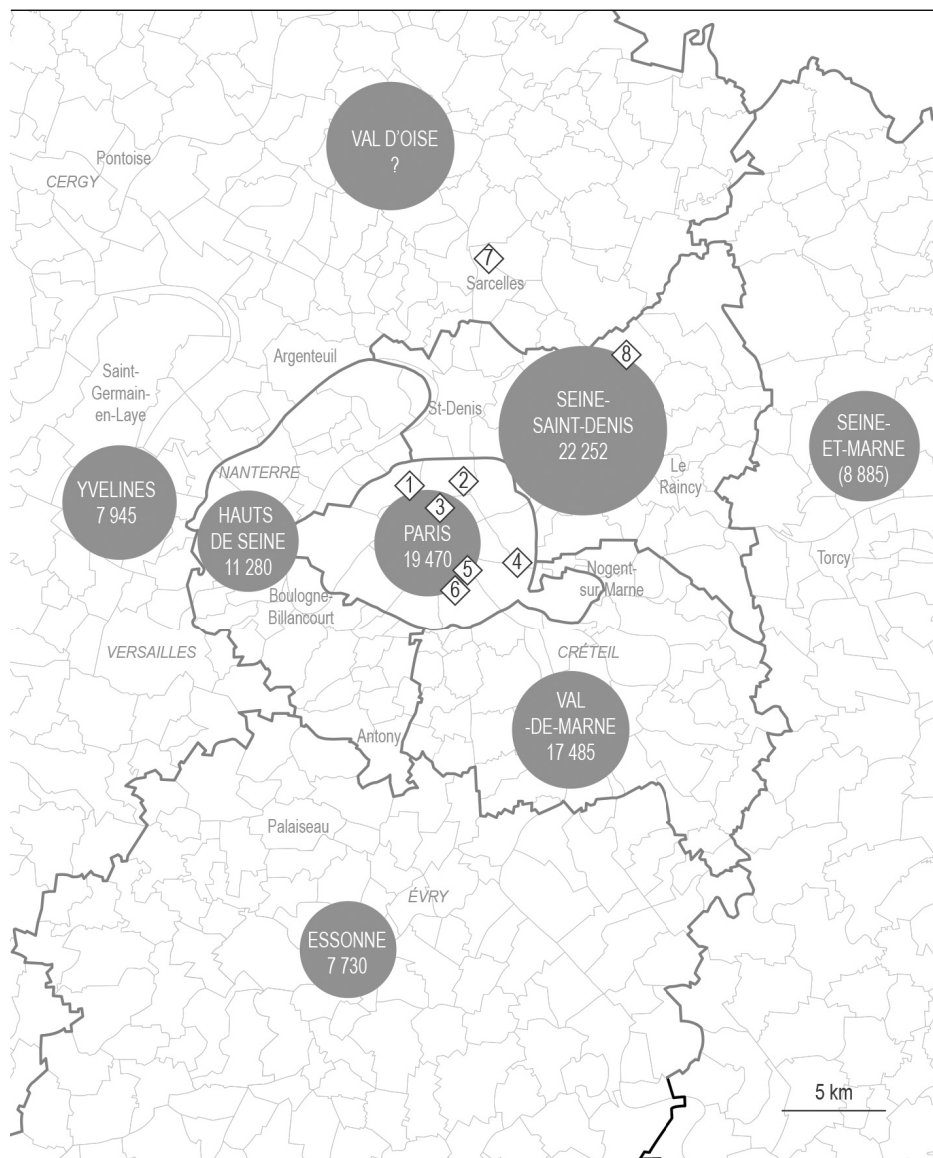 VAL D'OISE
?
Pontoise
CERGY
7
Sarcelles
8
Argenteuil
Saint-
Germain-
en-Laye
St-Denis
SEINE-
SAINT-DENIS
22 252
SEINE-
ET-MARNE
(8 885)
Le
Raincy
NANTERRE
1
2
3
YVELINES
7 945
HAUTS
DE SEINE
11 280
PARIS
19 470
4
5
6
Nogent-
sur-Marne
Torcy
Boulogne-
Billancourt
VERSAILLES
CRÉTEIL
VAL
-DE-MARNE
17 485
Antony
Palaiseau
ÉVRY
ESSONNE
7 730
5 km